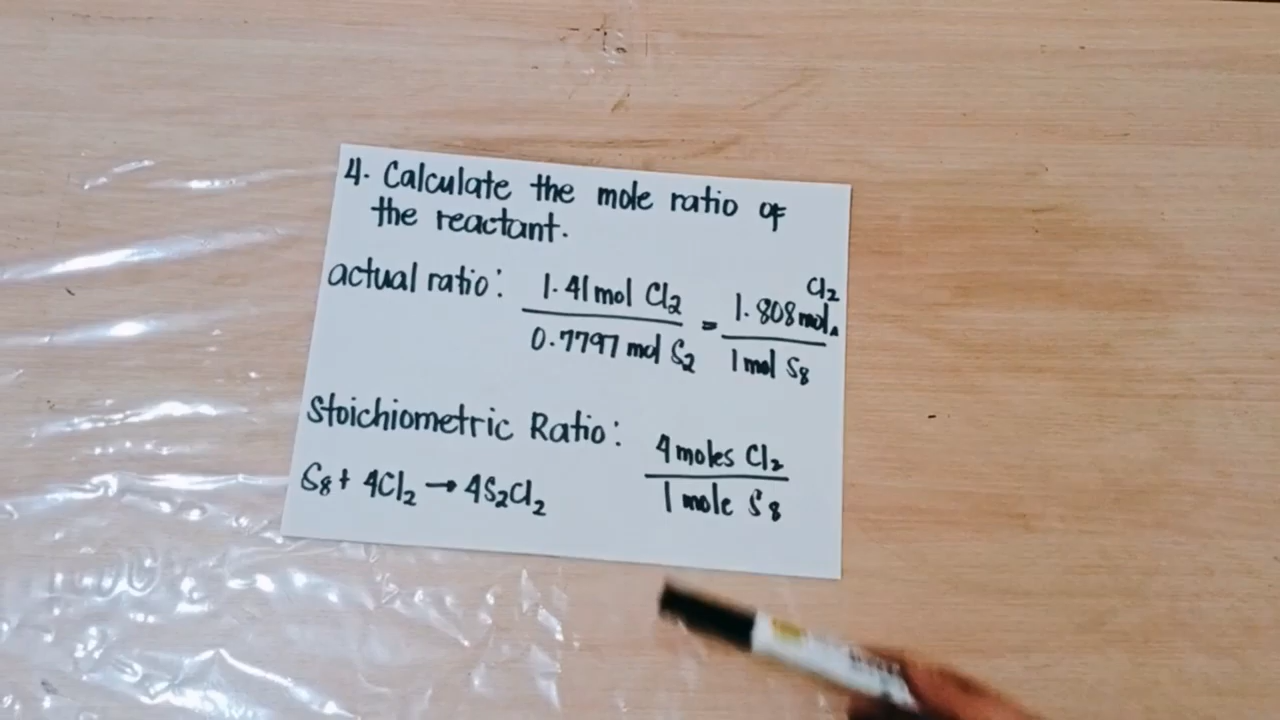 4. Calculate the mole ratio of
the reactant.
actual ratio: 1.41 mol Cl₂ / 0.7797 mol S₂ = 1.808 mol Cl₂ / 1 mol S₈
Stoichiometric Ratio: 4 moles Cl₂ / 1 mole S₈
S₈ + 4Cl₂ → 4S₂Cl₂